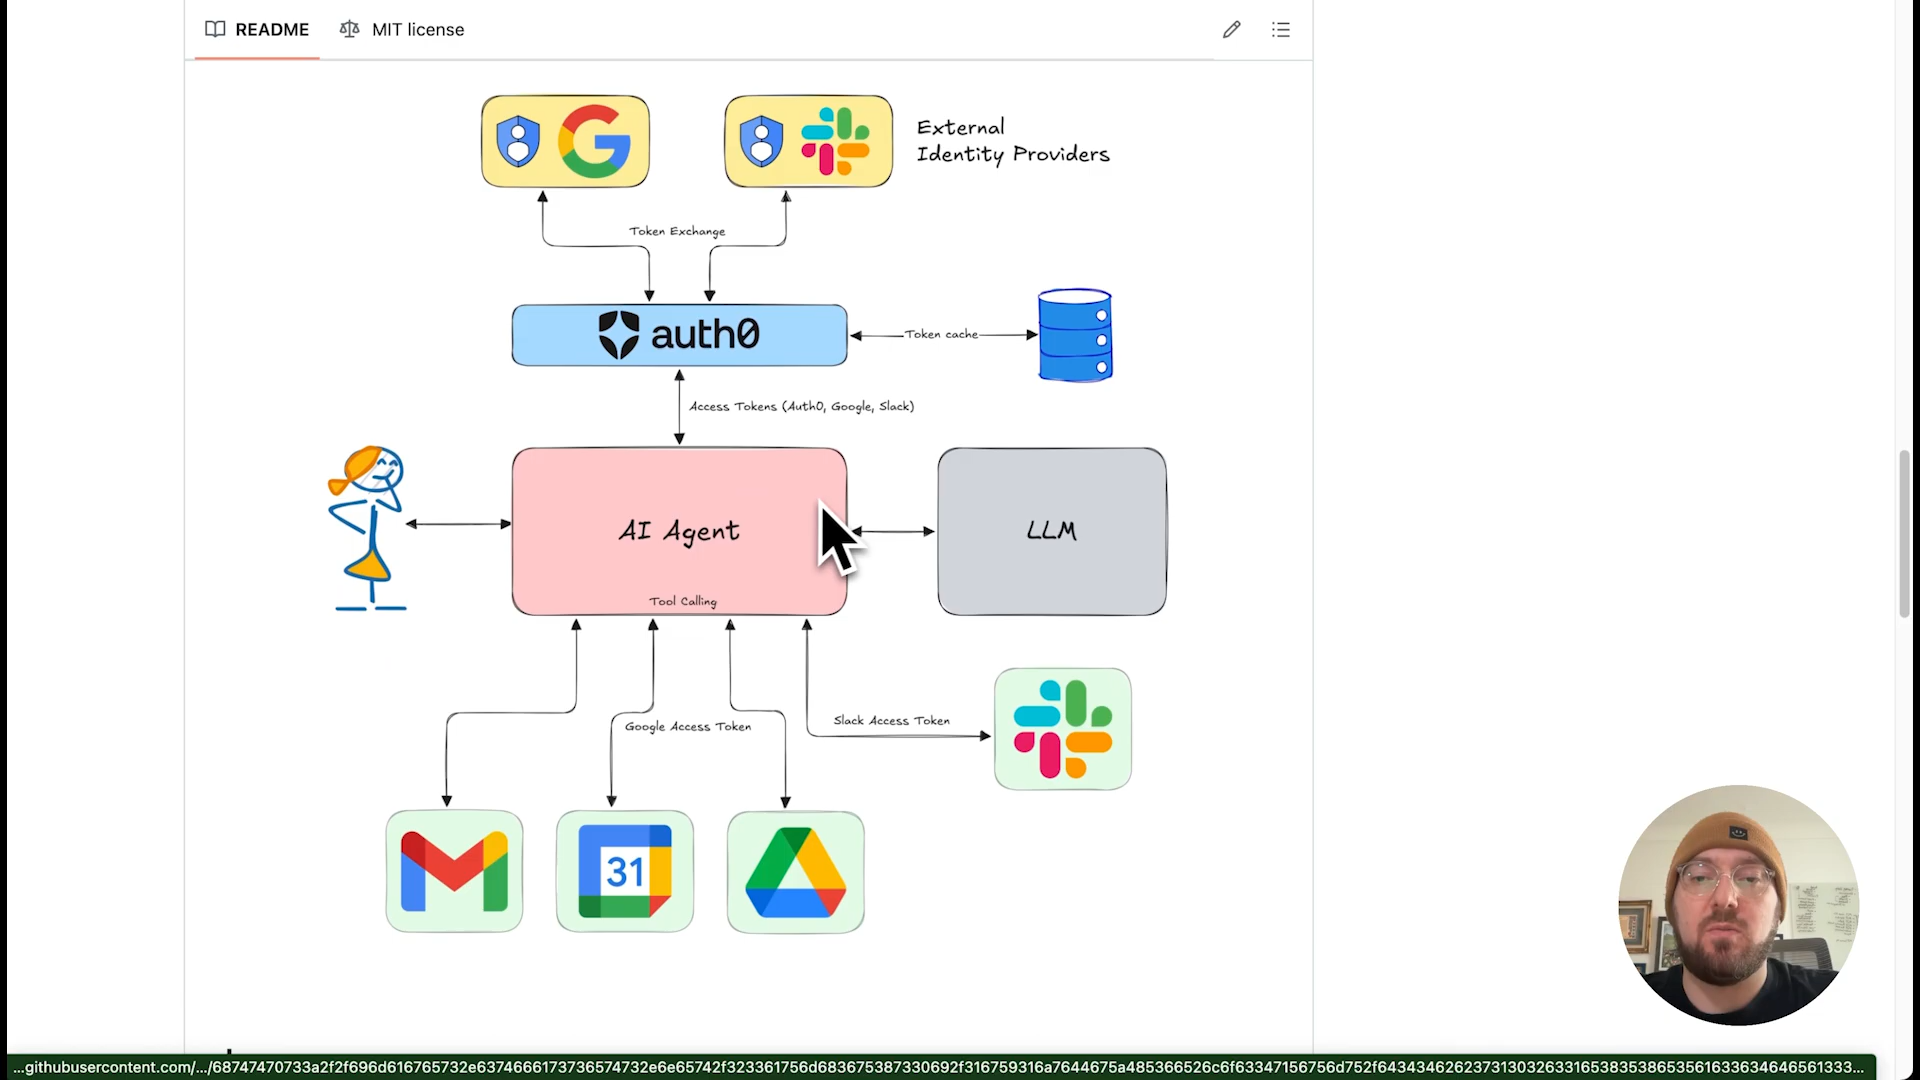 README
MIT license
External
Identity Providers
Token Exchange
auth0
Token cache
Access Tokens (Auth0, Google, Slack)
AI Agent
LLM
Tool Calling
Google Access Token
Slack Access Token
31